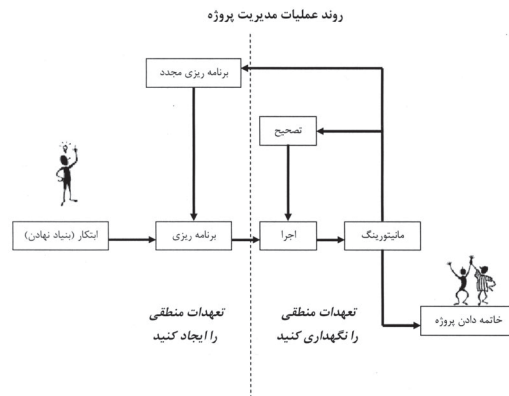 روند عملیات مدیریت پروژه
برنامه ریزی مجدد
تصحیح
ابتکار (بنیاد نهادن)
برنامه ریزی
اجرا
مانیتورینگ
خاتمه دادن پروژه
تعهدات منطقی
را ایجاد کنید
تعهدات منطقی
را نگهداری کنید